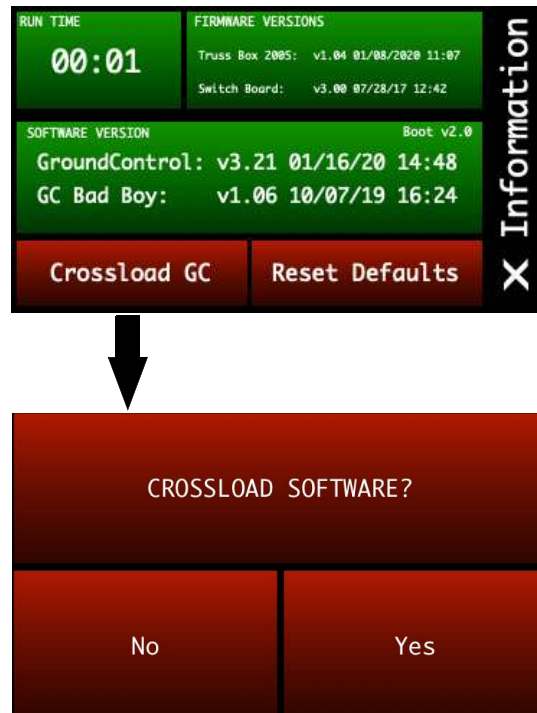 RUN TIME
00:01
FIRMWARE VERSIONS
Truss Box 2005: v1.04 01/08/2020 11:07
Switch Board: v3.00 07/28/17 12:42
SOFTWARE VERSION
Boot v2.0
GroundControl: v3.21 01/16/20 14:48
GC Bad Boy: v1.06 10/07/19 16:24
Crossload GC
Reset Defaults
X Information
CROSSLOAD SOFTWARE?
No
Yes